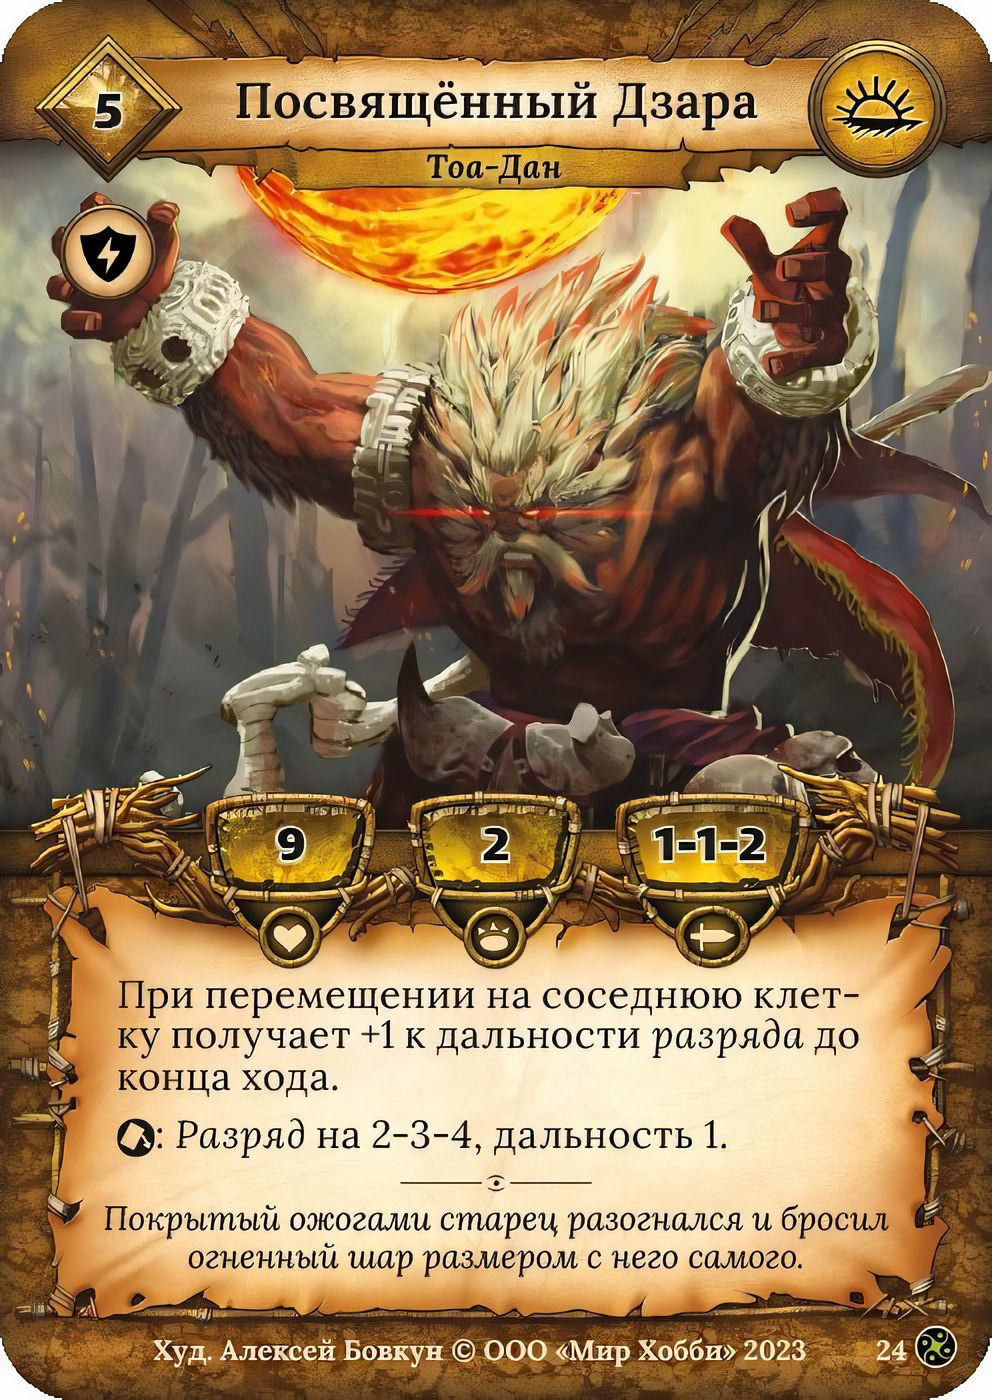 5
Посвящённый Дзара
Тоа-Дан
9
2
1-1-2
При перемещении на соседнюю клет-
ку получает +1 к дальности разряда до
конца хода.
: Разряд на 2-3-4, дальность 1.
Покрытый ожогами старец разогнался и бросил
огненный шар размером с него самого.
Худ. Алексей Бовкун © ООО «Мир Хобби» 2023
24